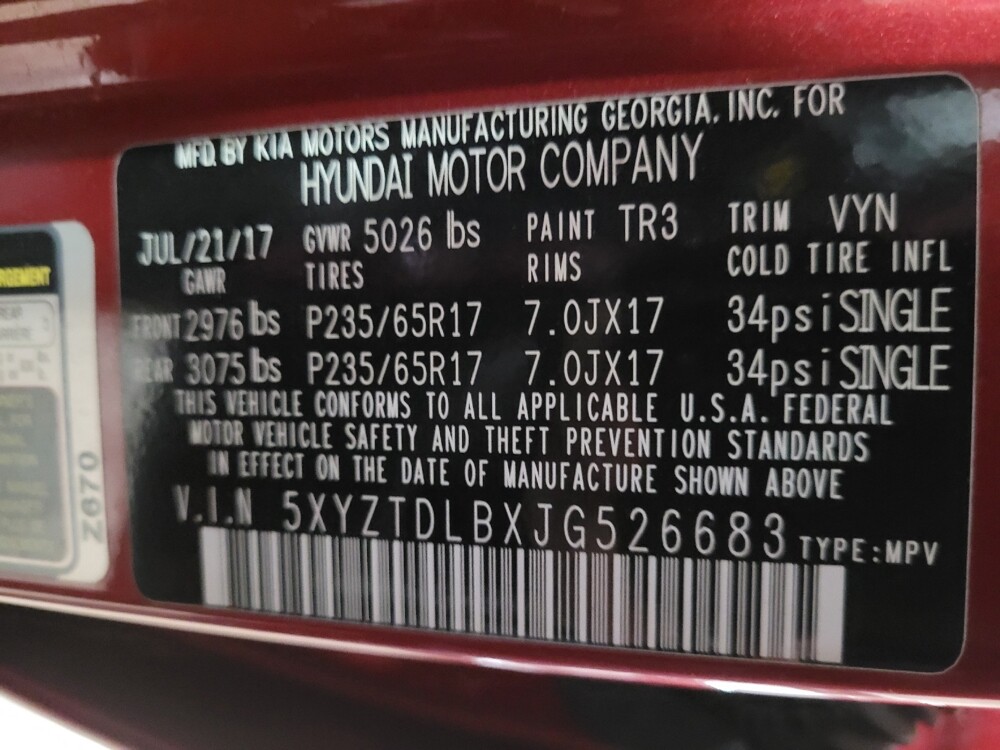 MFD. BY KIA MOTORS MANUFACTURING GEORGIA, INC. FOR
HYUNDAI MOTOR COMPANY
JUL/21/17 GVWR 5026 lbs PAINT TR3 TRIM VYN
GAWR TIRES RIMS COLD TIRE INFL
FRONT 2976 lbs P235/65R17 7.0JX17 34psi SINGLE
REAR 3075 lbs P235/65R17 7.0JX17 34psi SINGLE
THIS VEHICLE CONFORMS TO ALL APPLICABLE U.S.A. FEDERAL
MOTOR VEHICLE SAFETY AND THEFT PREVENTION STANDARDS
IN EFFECT ON THE DATE OF MANUFACTURE SHOWN ABOVE
V.I.N 5XYZTDLBXJG526683 TYPE:MPV
Z670